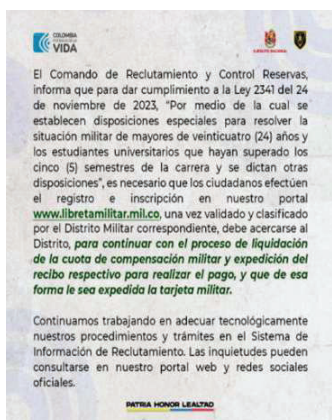 COLOMBIA
POTENCIA DE LA
VIDA
EJÉRCITO NACIONAL
El Comando de Reclutamiento y Control Reservas,
informa que para dar cumplimiento a la Ley 2341 del 24
de noviembre de 2023, "Por medio de la cual se
establecen disposiciones especiales para resolver la
situación militar de mayores de veinticuatro (24) años y
los estudiantes universitarios que hayan superado los
cinco (5) semestres de la carrera y se dictan otras
disposiciones", es necesario que los ciudadanos efectúen
el registro e inscripción en nuestro portal
www.libretamilitar.mil.co, una vez validado y clasificado
por el Distrito Militar correspondiente, debe acercarse al
Distrito, para continuar con el proceso de liquidación
de la cuota de compensación militar y expedición del
recibo respectivo para realizar el pago, y que de esa
forma le sea expedida la tarjeta militar.
Continuamos trabajando en adecuar tecnológicamente
nuestros procedimientos y trámites en el Sistema de
Información de Reclutamiento. Las inquietudes pueden
consultarse en nuestro portal web y redes sociales
oficiales.
PATRIA HONOR LEALTAD